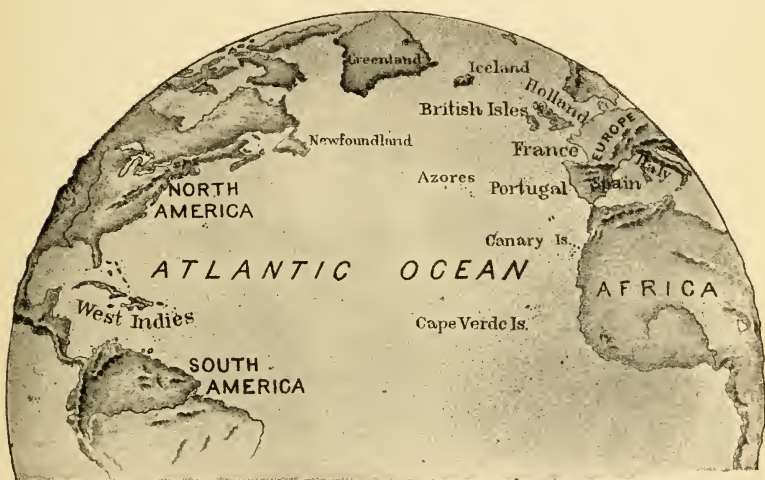 Greenland
Iceland
Holland
British Isles
EUROPE
Newfoundland
France
Italy
Azores
Portugal
Spain
NORTH
AMERICA
Canary Is.
ATLANTIC OCEAN
AFRICA
West Indies
Cape Verde Is.
SOUTH
AMERICA